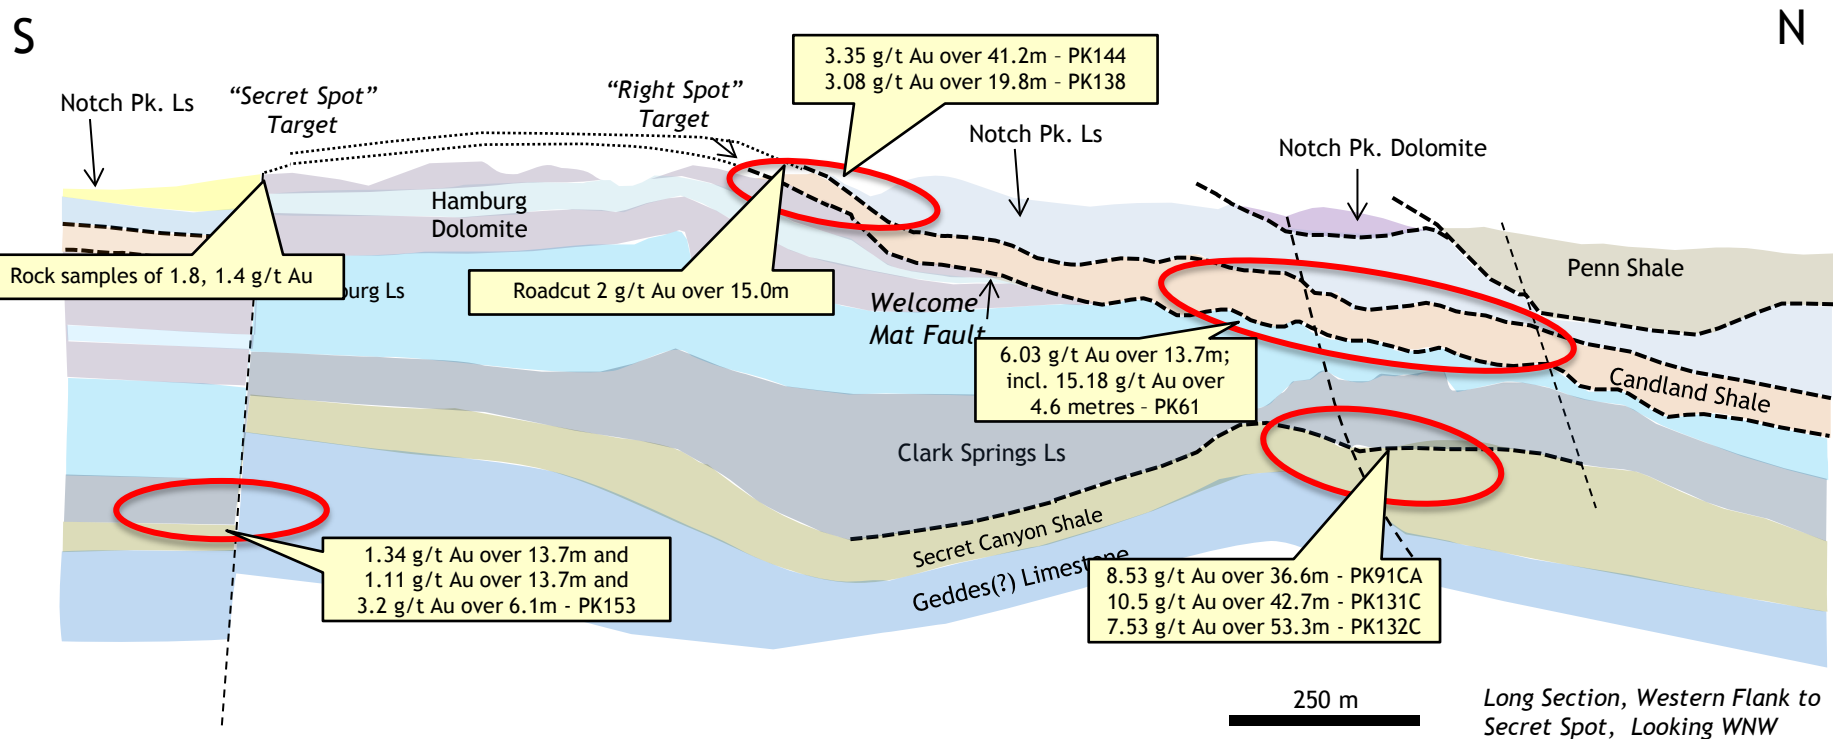 S
N
3.35 g/t Au over 41.2m – PK144
3.08 g/t Au over 19.8m – PK138
Notch Pk. Ls
“Secret Spot”
Target
“Right Spot”
Target
Notch Pk. Ls
Notch Pk. Dolomite
Hamburg
Dolomite
Rock samples of 1.8, 1.4 g/t Au
burg Ls
Roadcut 2 g/t Au over 15.0m
Welcome
Mat Fault
Penn Shale
6.03 g/t Au over 13.7m;
incl. 15.18 g/t Au over
4.6 metres – PK61
Candland Shale
Clark Springs Ls
Secret Canyon Shale
Geddes(?) Limestone
1.34 g/t Au over 13.7m and
1.11 g/t Au over 13.7m and
3.2 g/t Au over 6.1m - PK153
8.53 g/t Au over 36.6m - PK91CA
10.5 g/t Au over 42.7m - PK131C
7.53 g/t Au over 53.3m - PK132C
250 m
Long Section, Western Flank to
Secret Spot, Looking WNW